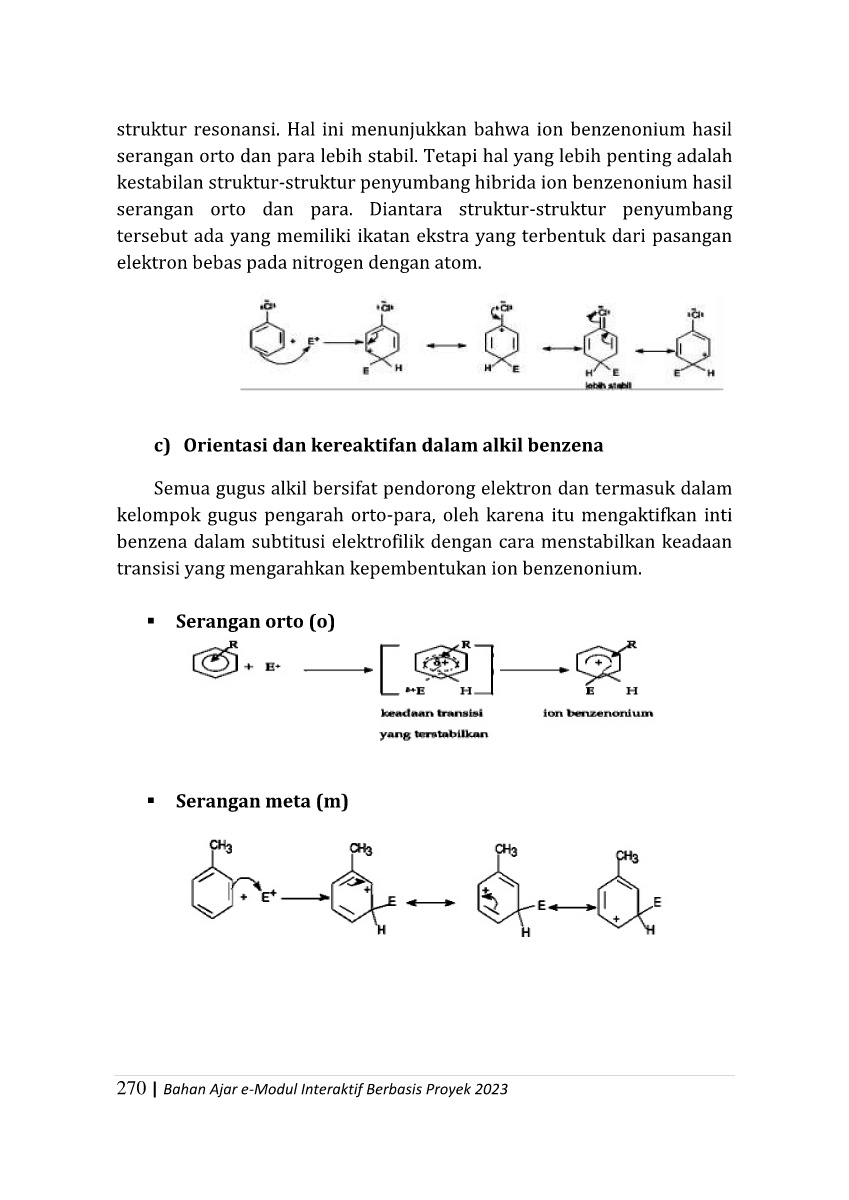 struktur resonansi. Hal ini menunjukkan bahwa ion benzenonium hasil
serangan orto dan para lebih stabil. Tetapi hal yang lebih penting adalah
kestabilan struktur-struktur penyumbang hibrida ion benzenonium hasil
serangan orto dan para. Diantara struktur-struktur penyumbang
tersebut ada yang memiliki ikatan ekstra yang terbentuk dari pasangan
elektron bebas pada nitrogen dengan atom.
Cl Cl Cl Cl Cl
+ E+
E H H E H E E H
lebih stabil
c) Orientasi dan kereaktifan dalam alkil benzena
Semua gugus alkil bersifat pendorong elektron dan termasuk dalam
kelompok gugus pengarah orto-para, oleh karena itu mengaktifkan inti
benzena dalam subtitusi elektrofilik dengan cara menstabilkan keadaan
transisi yang mengarahkan kepembentukan ion benzenonium.
▪ Serangan orto (o)
R R R
+ E+ δ+ +
δ+E H E H
keadaan transisi ion benzenonium
yang terstabilkan
▪ Serangan meta (m)
CH3 CH3 CH3 CH3
+ E+ + E + E + E
H H H
270 | Bahan Ajar e-Modul Interaktif Berbasis Proyek 2023